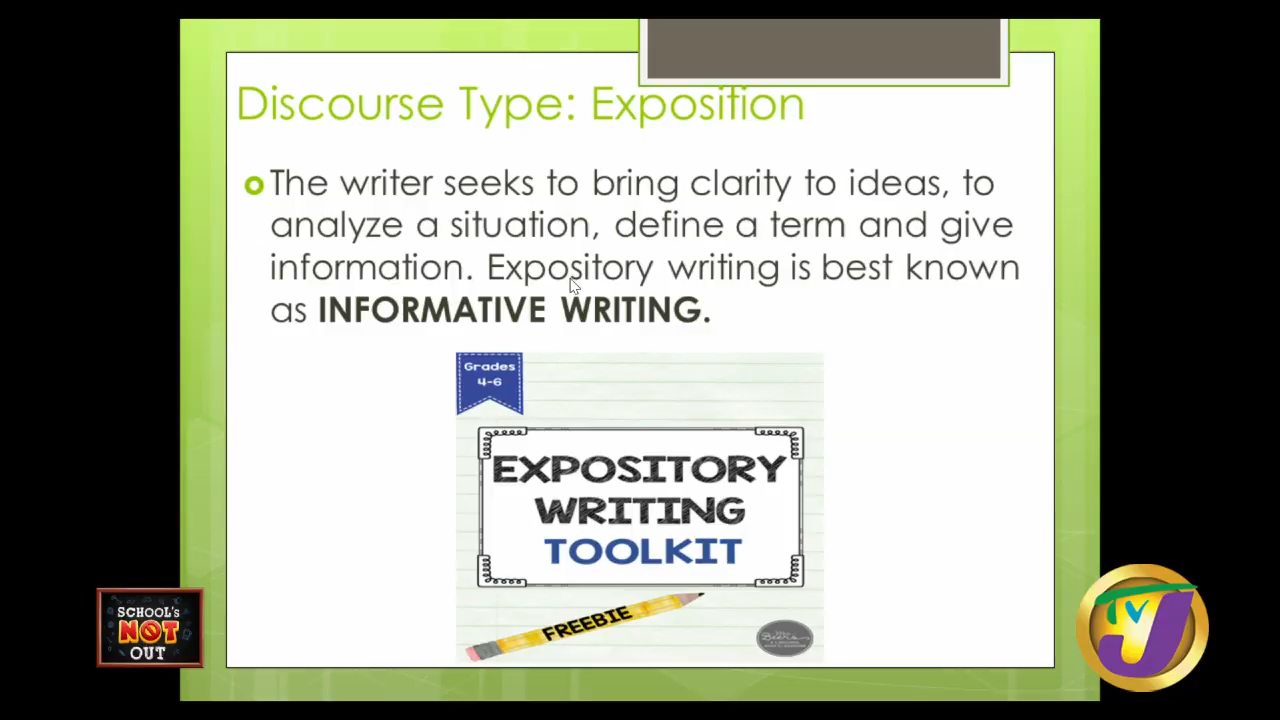 Discourse Type: Exposition
The writer seeks to bring clarity to ideas, to
analyze a situation, define a term and give
information. Expository writing is best known
as INFORMATIVE WRITING.
Grades
4-6
EXPOSITORY
WRITING
TOOLKIT
FREEBIE
SCHOOL'S
NOT
OUT
TVJ